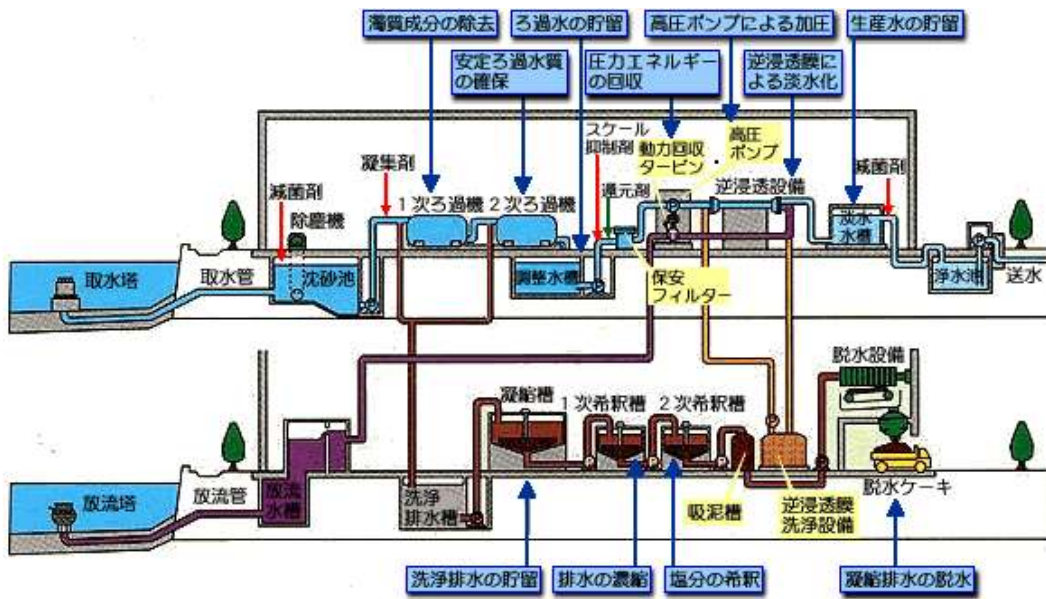 濁質成分の除去
ろ過水の貯留
高圧ポンプによる加圧
生産水の貯留
安定ろ過水質
の確保
圧力エネルギー
の回収
逆浸透膜に
よる淡水化
スケール
抑制剤
動力回収
タービン
高圧
ポンプ
凝集剤
還元剤
逆浸透設備
滅菌剤
滅菌剤
除塵機
1次ろ過機
2次ろ過機
淡水
水槽
取水塔
取水管
沈砂池
調整水槽
保安
フィルター
浄水池
送水
脱水設備
凝縮槽
1次希釈槽
2次希釈槽
放流塔
放流管
放流
水槽
洗浄
排水槽
吸泥槽
逆浸透膜
洗浄設備
脱水ケーキ
洗浄排水の貯留
排水の濃縮
塩分の希釈
凝縮排水の脱水